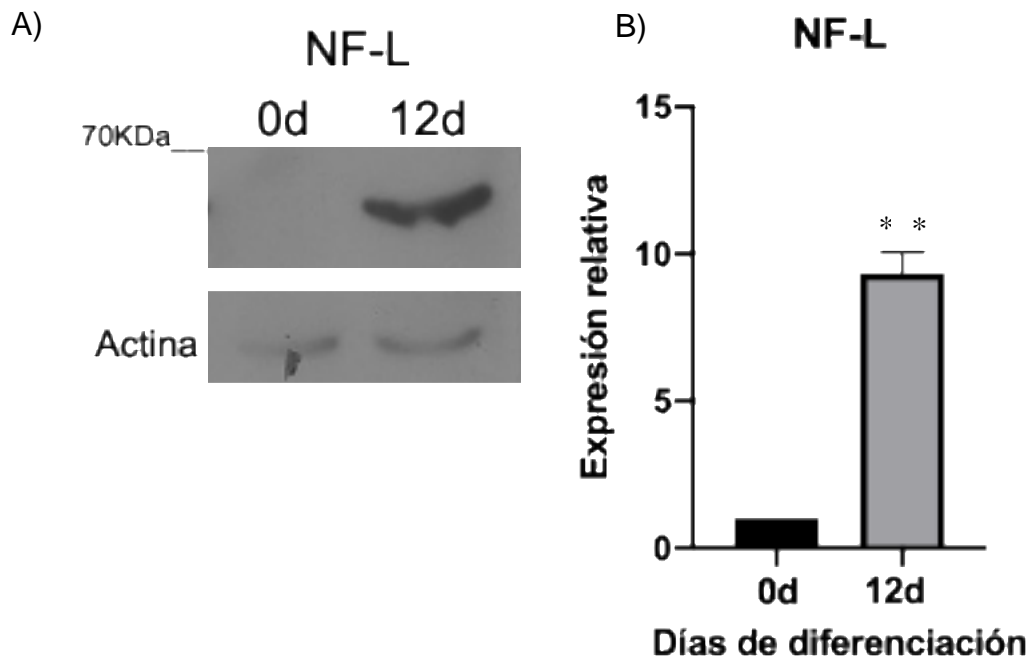 A)
NF-L
0d 12d
70KDa
Actina
B)
NF-L
Expresión relativa
15
10
5
0
* *
0d 12d
Días de diferenciación